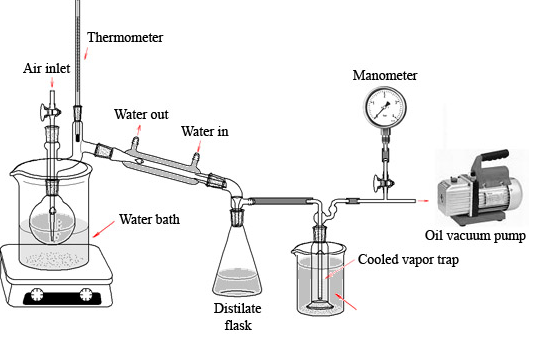 Thermometer
Air inlet
Manometer
Water out
Water in
Water bath
Oil vacuum pump
Cooled vapor trap
Distilate
flask